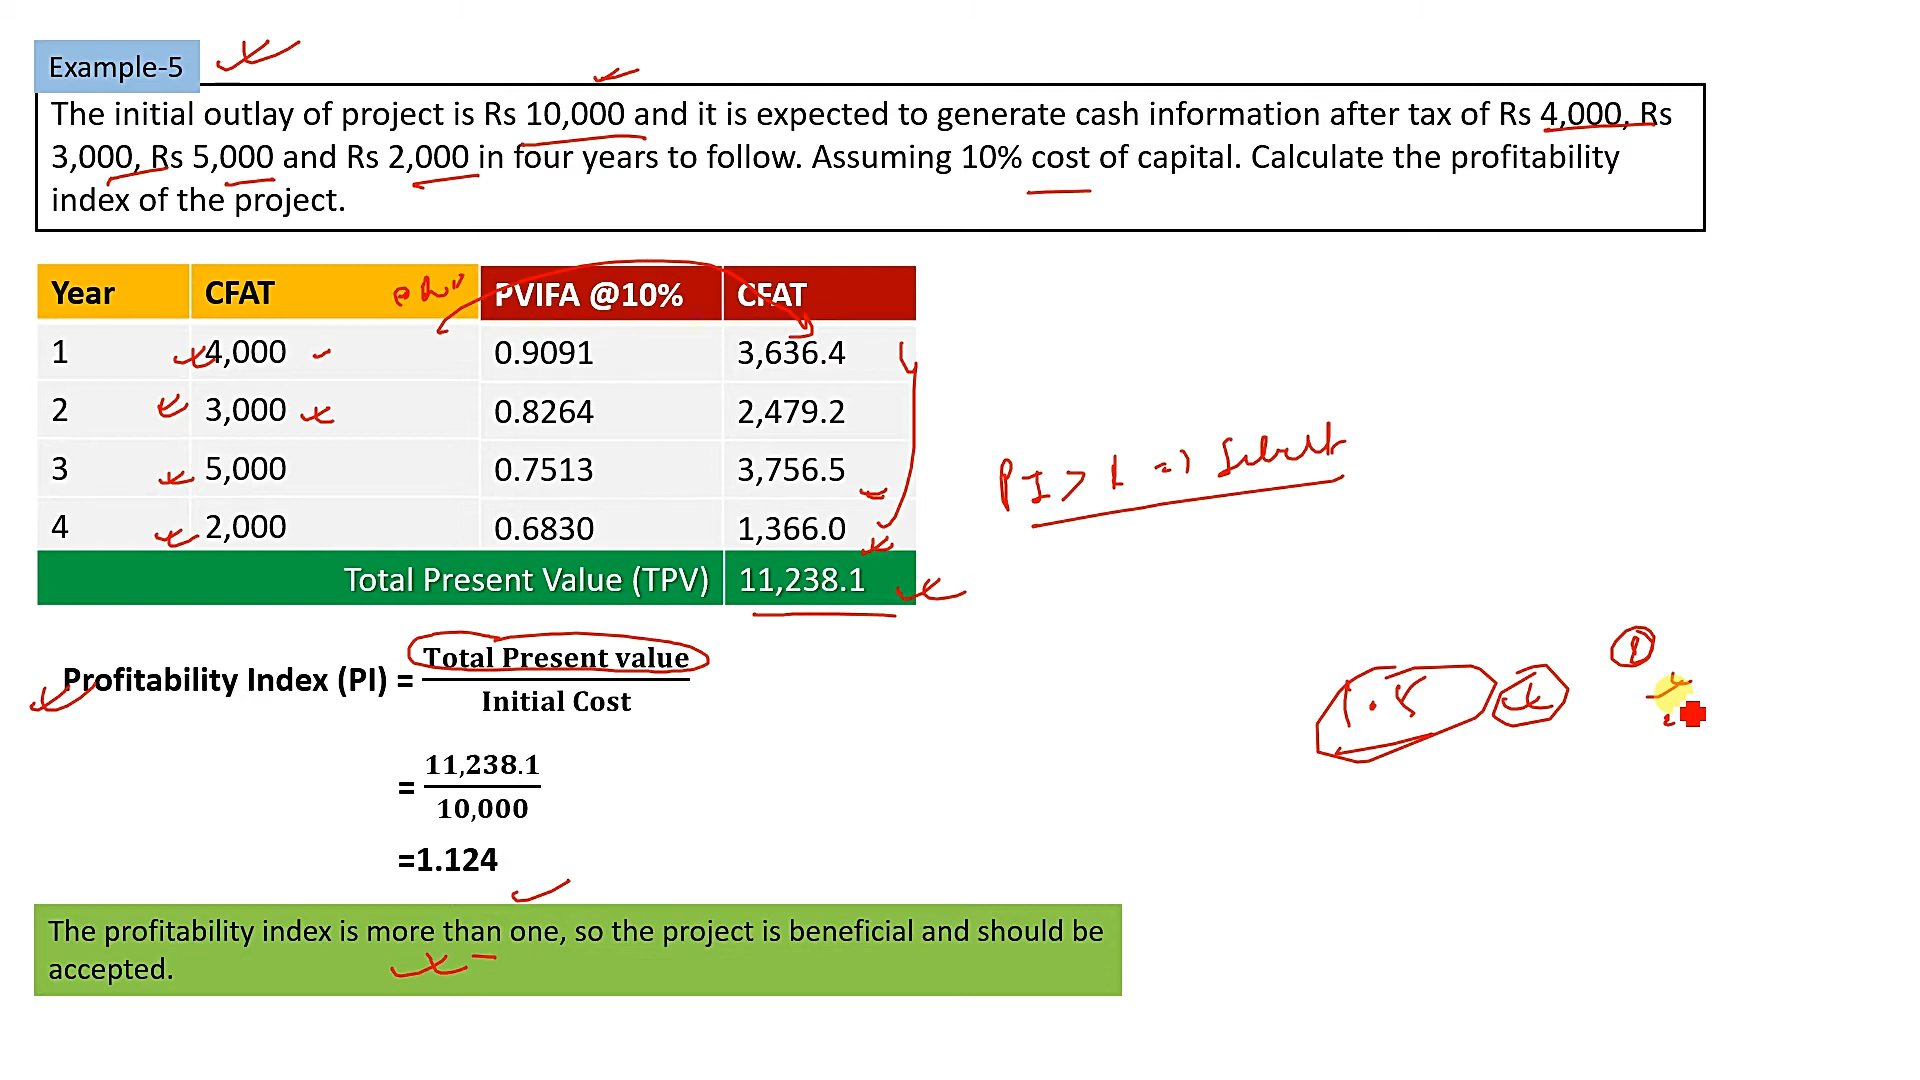 Example-5
The initial outlay of project is Rs 10,000 and it is expected to generate cash information after tax of Rs 4,000, Rs
3,000, Rs 5,000 and Rs 2,000 in four years to follow. Assuming 10% cost of capital. Calculate the profitability
index of the project.
Year CFAT PVIFA @10% CFAT
1 4,000 0.9091 3,636.4
2 3,000 0.8264 2,479.2
3 5,000 0.7513 3,756.5
4 2,000 0.6830 1,366.0
PI > 1 =>
Total Present Value (TPV) 11,238.1
Profitability Index (PI) = Total Present value
Initial Cost
1.5
= 11,238.1
10,000
=1.124
The profitability index is more than one, so the project is beneficial and should be
accepted.